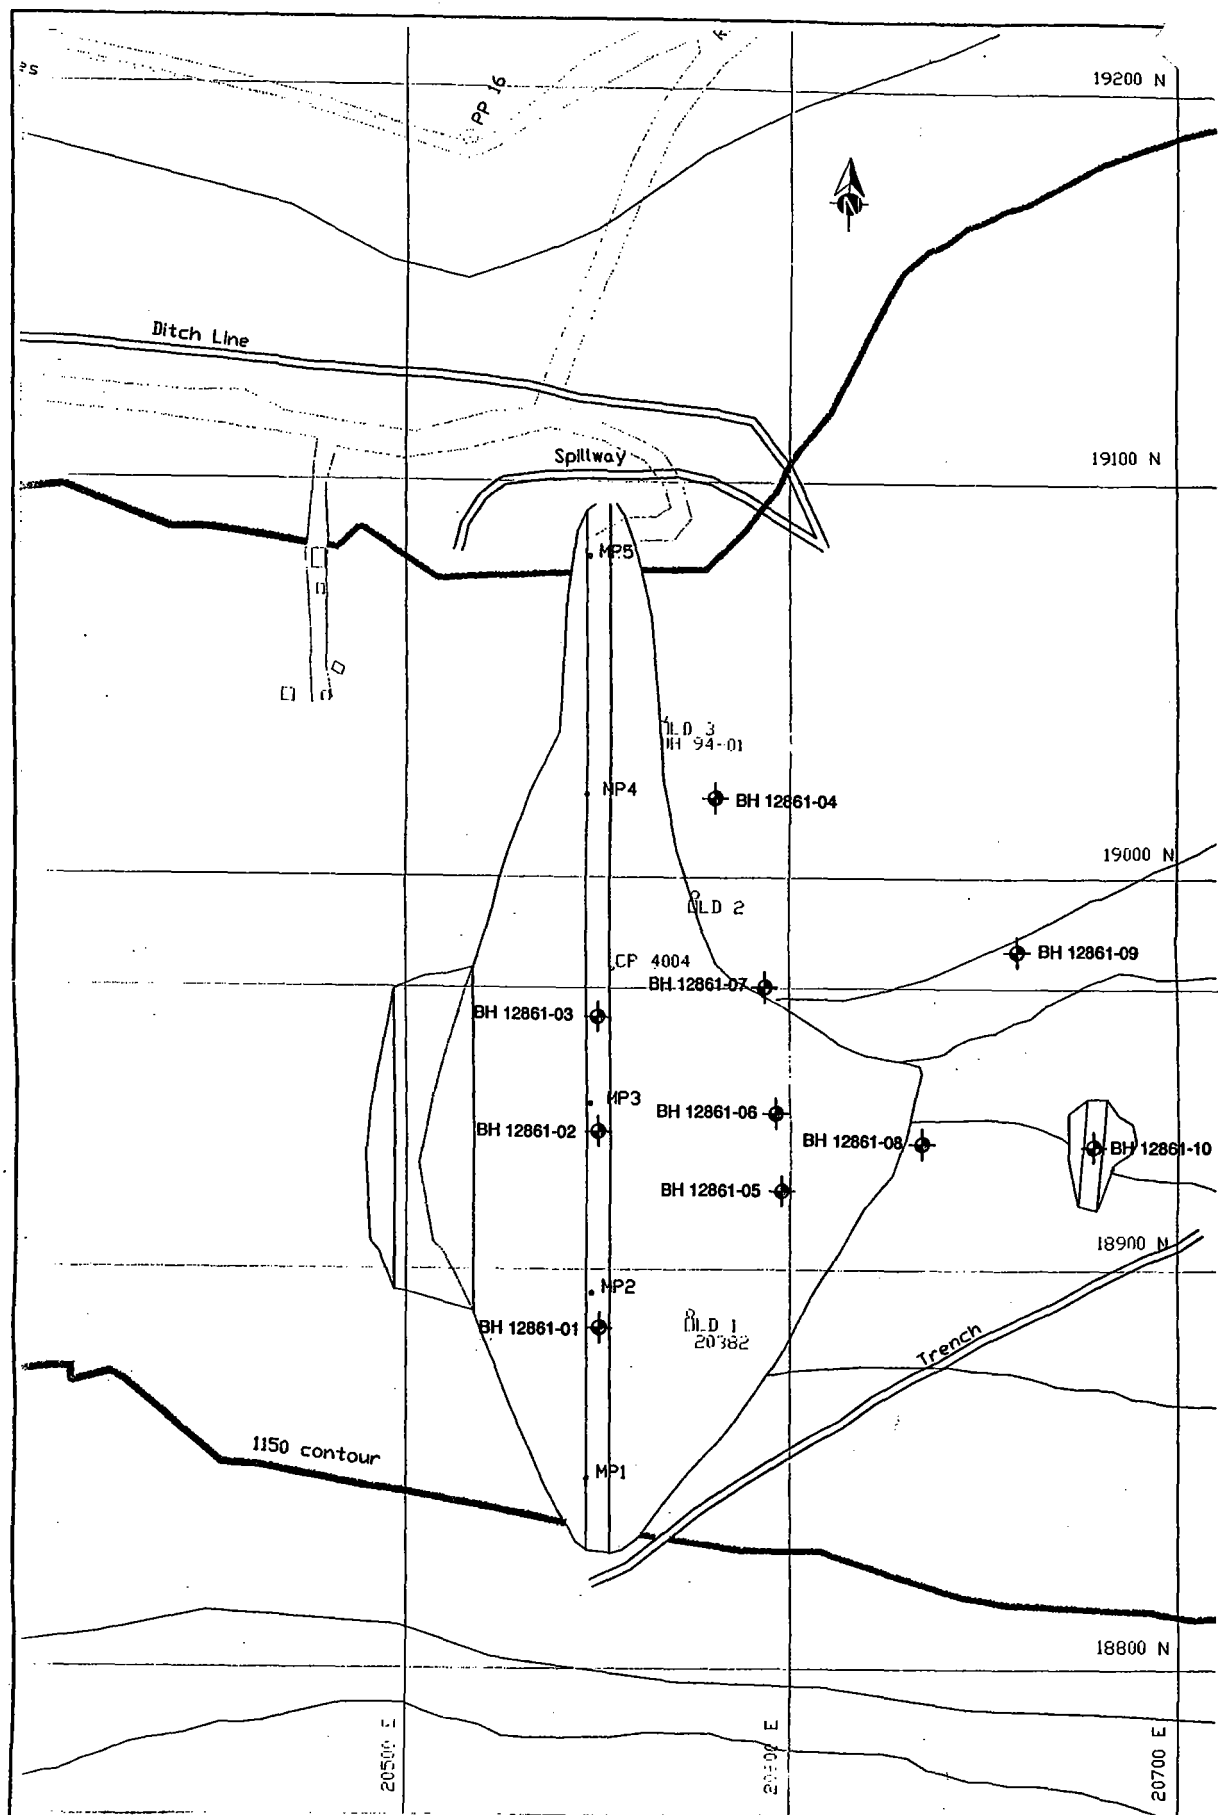 es
PP 16
19200 N
N
Ditch Line
Spillway
19100 N
MP5
OLD 3
BH 94-01
MP4
BH 12861-04
19000 N
OLD 2
CP 4004
BH 12861-09
BH 12861-07
BH 12861-03
MP3
BH 12861-06
BH 12861-02
BH 12861-08
BH 12861-10
BH 12861-05
18900 N
MP2
OLD 1
20382
BH 12861-01
Trench
1150 contour
MP1
18800 N
20500 E
20600 E
20700 E